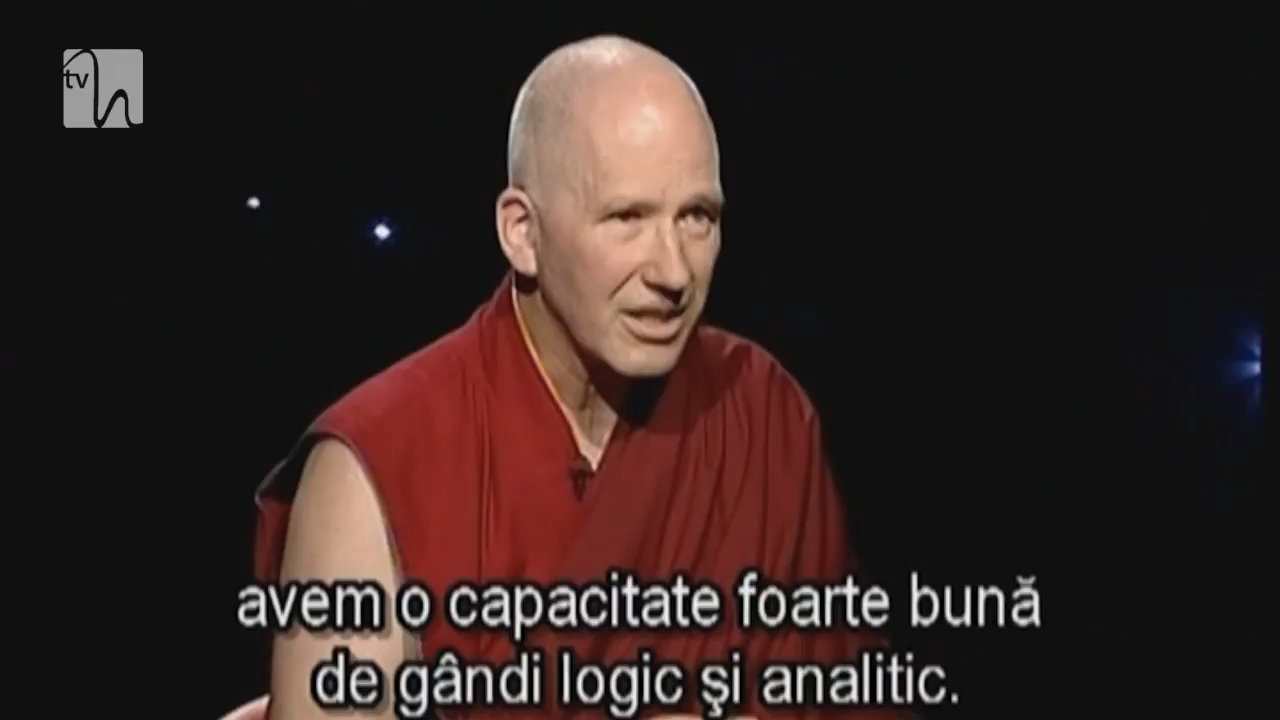 tv
avem o capacitate foarte bună
de gândi logic şi analitic.